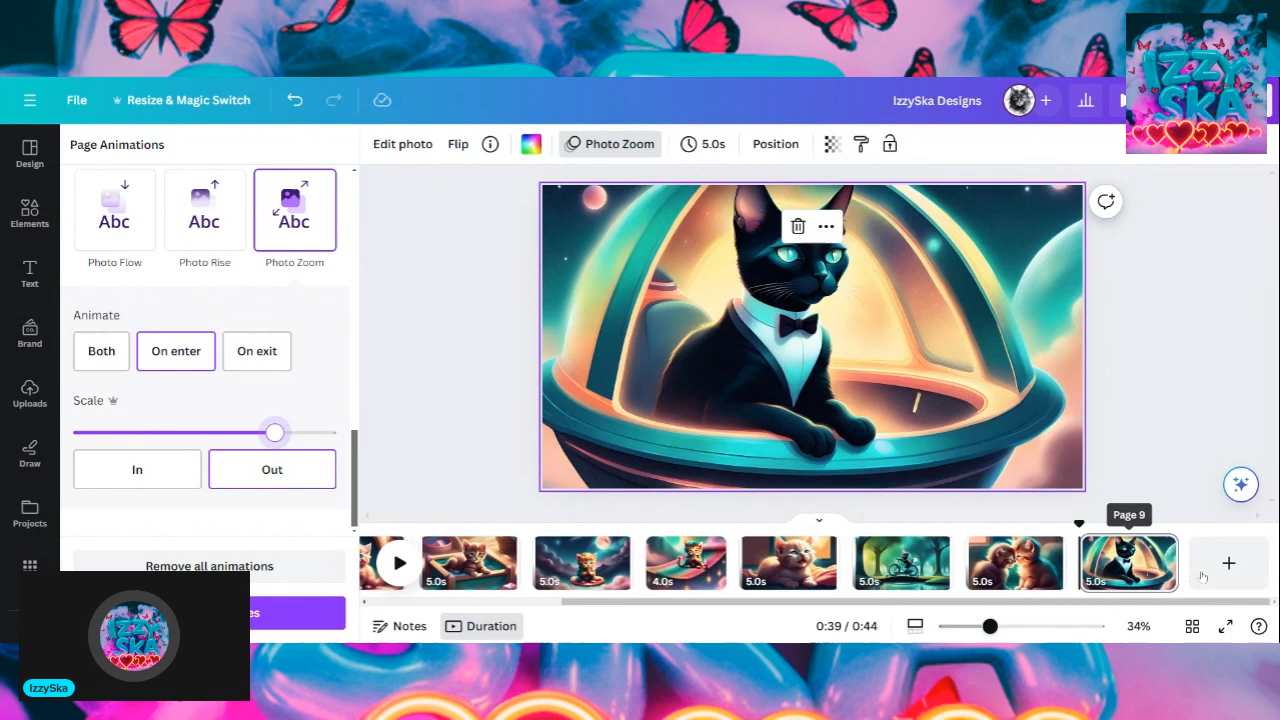 IZZY
SKA
File
Resize & Magic Switch
IzzySka Designs
Page Animations
Edit photo
Flip
Photo Zoom
5.0s
Position
Design
Elements
Text
Brand
Uploads
Draw
Projects
Abc
Abc
Abc
Photo Flow
Photo Rise
Photo Zoom
Animate
Both
On enter
On exit
Scale
In
Out
Remove all animations
es
Page 9
5.0s
5.0s
4.0s
5.0s
5.0s
5.0s
5.0s
Notes
Duration
0:39 / 0:44
34%
IZZY
SKA
IzzySka